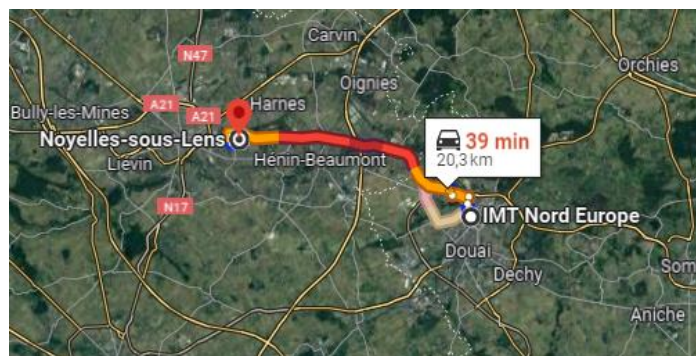 Carvin
N47
Orchies
Oignies
A21
Harnes
Bully-les-Mines
A21
Noyelles-sous-Lens
39 min
20,3 km
Hénin-Beaumont
Liévin
N17
IMT Nord Europe
Douai
Dechy
Som
Aniche